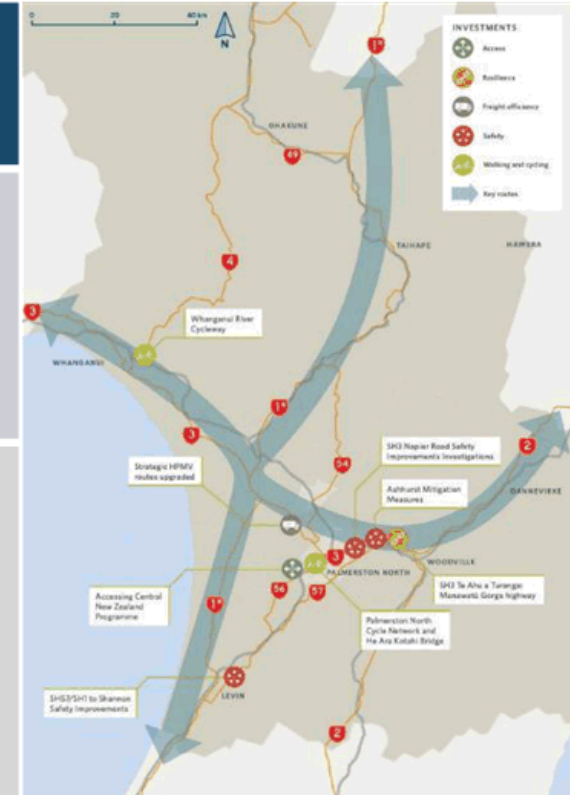 0
20
40 km
N
INVESTMENTS
Access
Resilience
Freight efficiency
Safety
Walking and cycling
Key routes
1*
OHAKUNE
49
TAIHAPE
4
3
Whanganui River
Cycleway
WHANGANUI
1*
3
2
SH3 Napier Road Safety
Improvements Investigations
54
Strategic HPMV
routes upgraded
Ashhurst Mitigation
Measures
DANNEVIRKE
3
WOODVILLE
PALMERSTON NORTH
SH3 Te Ahu a Turanga:
Manawatū Gorge highway
Accessing Central
New Zealand
Programme
56
57
1*
Palmerston North
Cycle Network and
He Ara Kotahi Bridge
SH57/SH1 to Shannon
Safety Improvements
LEVIN
2